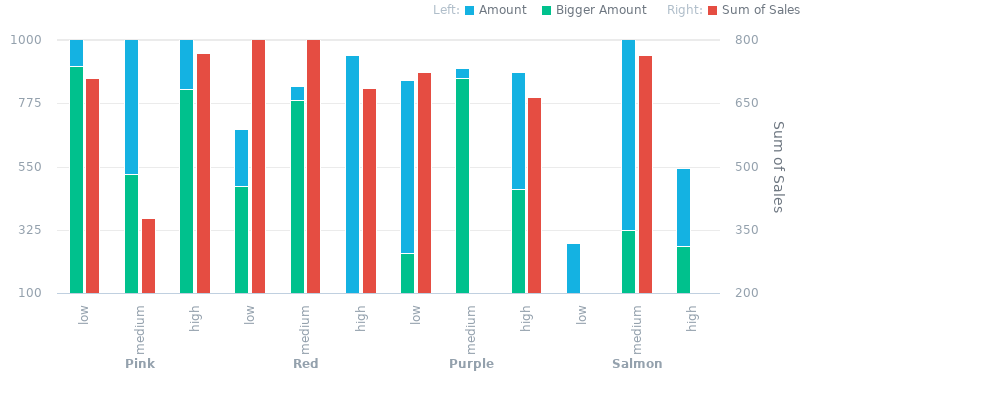 Left: Amount Bigger Amount Right: Sum of Sales
1000 800
775 650
550 500
325 350
100 200
Sum of Sales
low medium high low medium high low medium high low medium high
Pink Red Purple Salmon